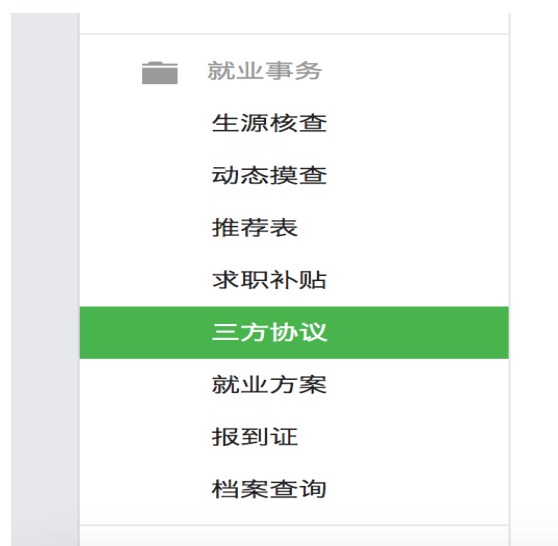 就业事务
生源核查
动态摸查
推荐表
求职补贴
三方协议
就业方案
报到证
档案查询